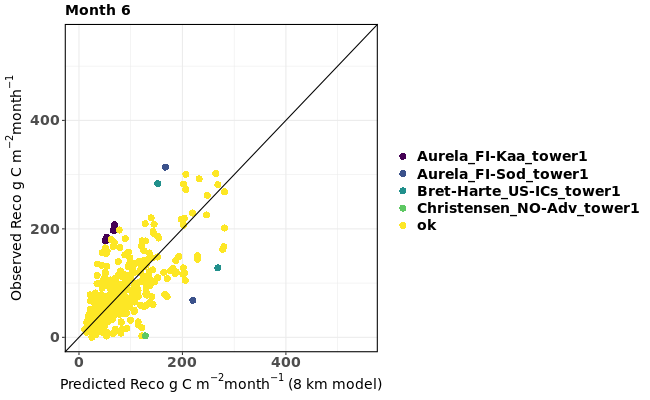 Month 6
Observed Reco g C m−2month−1
400
200
0
0 200 400
Predicted Reco g C m−2month−1 (8 km model)
Aurela_FI-Kaa_tower1
Aurela_FI-Sod_tower1
Bret-Harte_US-ICs_tower1
Christensen_NO-Adv_tower1
ok